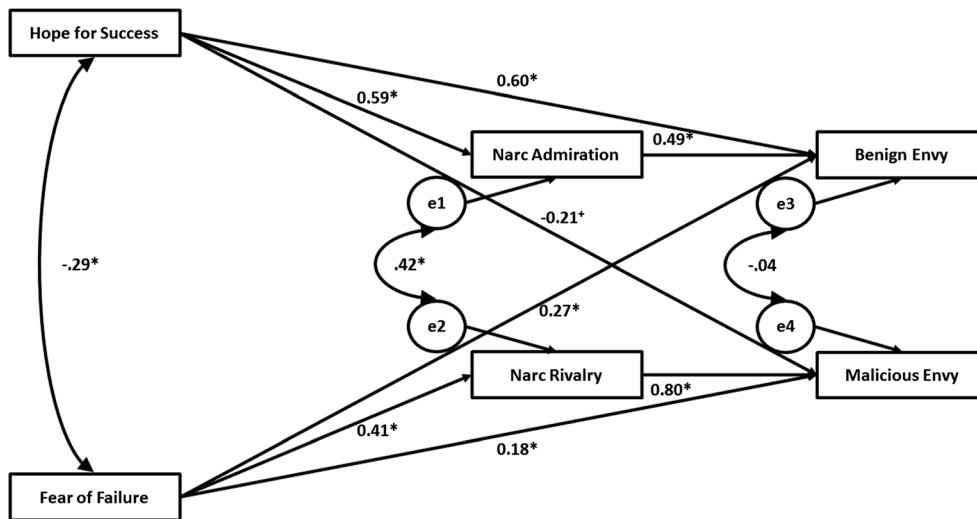 Hope for Success
0.60*
0.59*
Narc Admiration
0.49*
Benign Envy
e1
e3
-0.21⁺
-.29*
.42*
-.04
0.27*
e2
e4
Narc Rivalry
0.80*
Malicious Envy
0.41*
0.18*
Fear of Failure